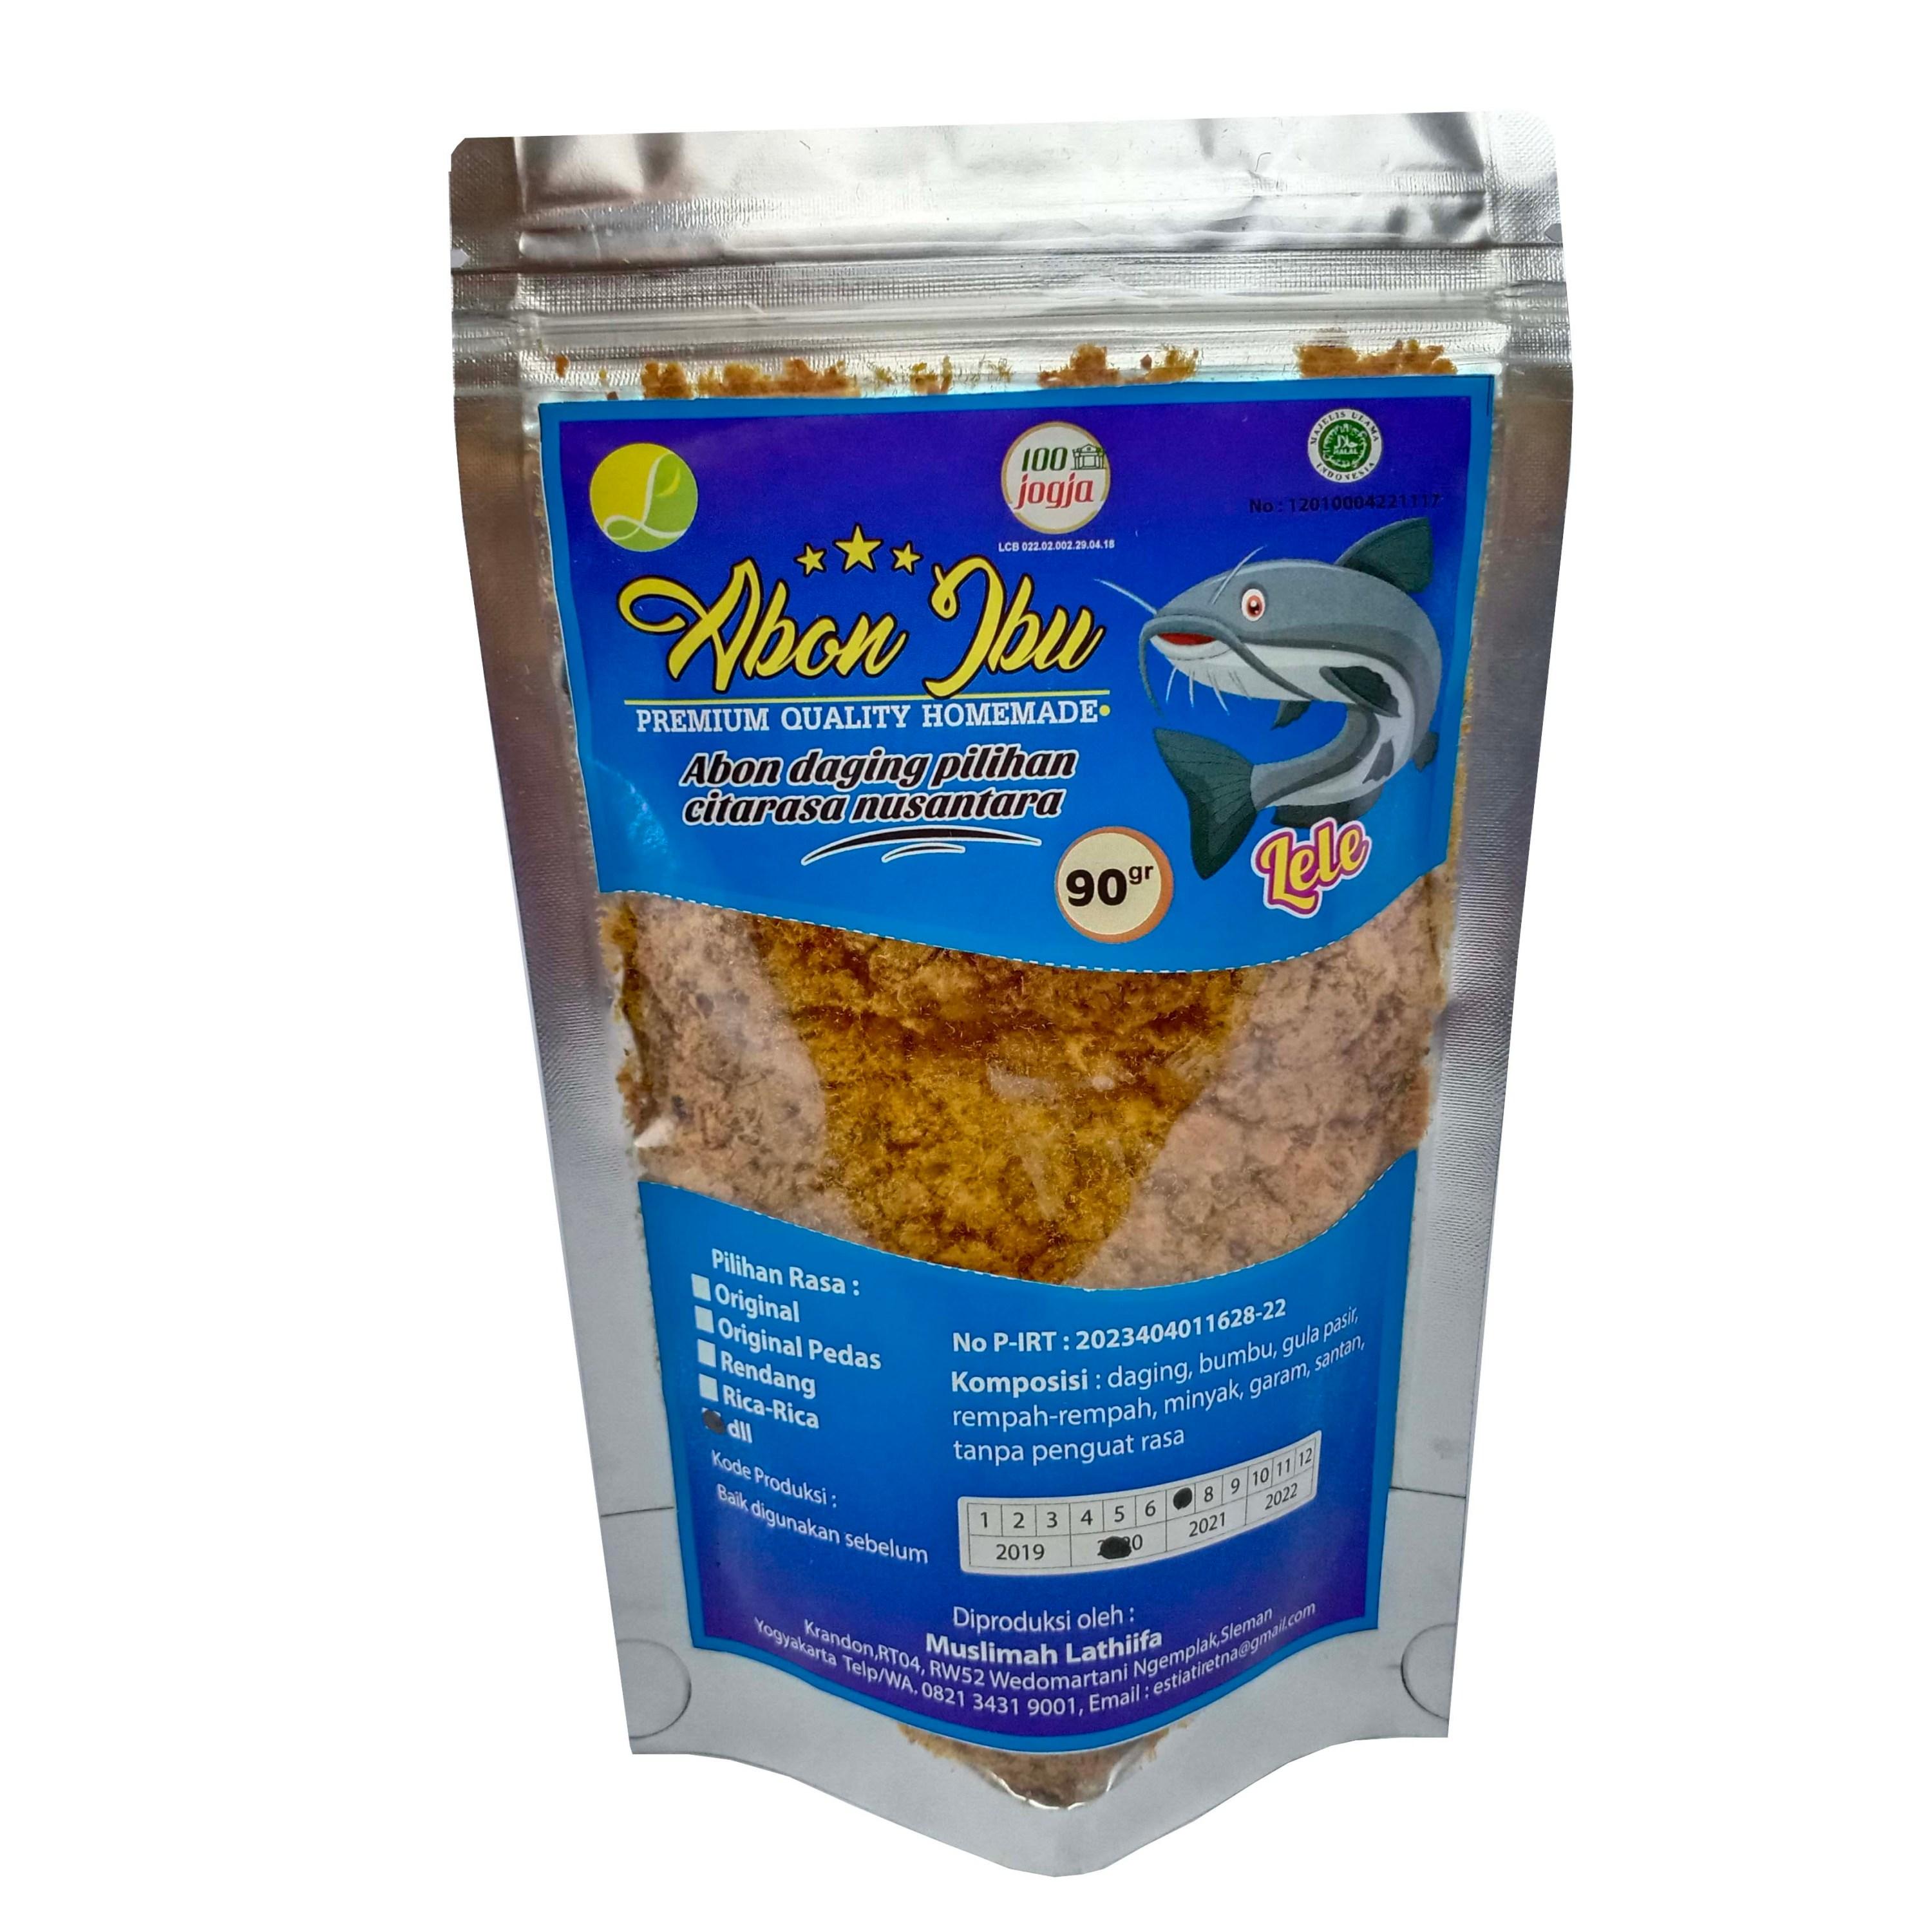 100
jogja
MAJELIS ULAMA
HALAL
INDONESIA
LCB 022.02.002.29.04.18
No : 12010004221117
Abon Ibu
PREMIUM QUALITY HOMEMADE
Abon daging pilihan
citarasa nusantara
90gr
Lele
Pilihan Rasa :
Original
Original Pedas
Rendang
Rica-Rica
dll
Kode Produksi :
Baik digunakan sebelum
No P-IRT : 2023404011628-22
Komposisi : daging, bumbu, gula pasir,
rempah-rempah, minyak, garam, santan,
tanpa penguat rasa
1 2 3 4 5 6 8 9 10 11 12
2019 2021 2022
Diproduksi oleh :
Muslimah Lathiifa
Krandon,RT04, RW52 Wedomartani Ngemplak,Sleman
Yogyakarta Telp/WA. 0821 3431 9001, Email : estiatiretna@gmail.com